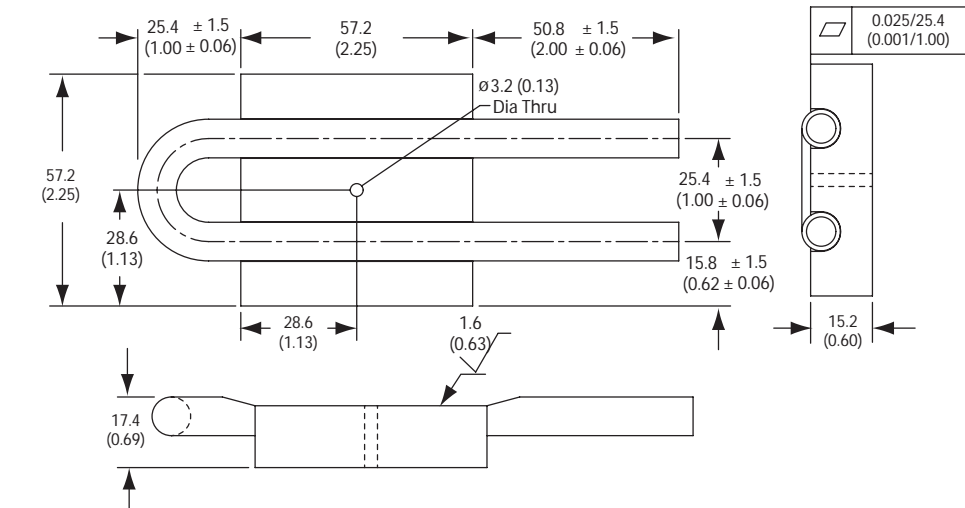 25.4 ± 1.5
(1.00 ± 0.06)
57.2
(2.25)
50.8 ± 1.5
(2.00 ± 0.06)
0.025/25.4
(0.001/1.00)
ø3.2 (0.13)
Dia Thru
57.2
(2.25)
25.4 ± 1.5
(1.00 ± 0.06)
28.6
(1.13)
15.8 ± 1.5
(0.62 ± 0.06)
28.6
(1.13)
1.6
(0.63)
15.2
(0.60)
17.4
(0.69)